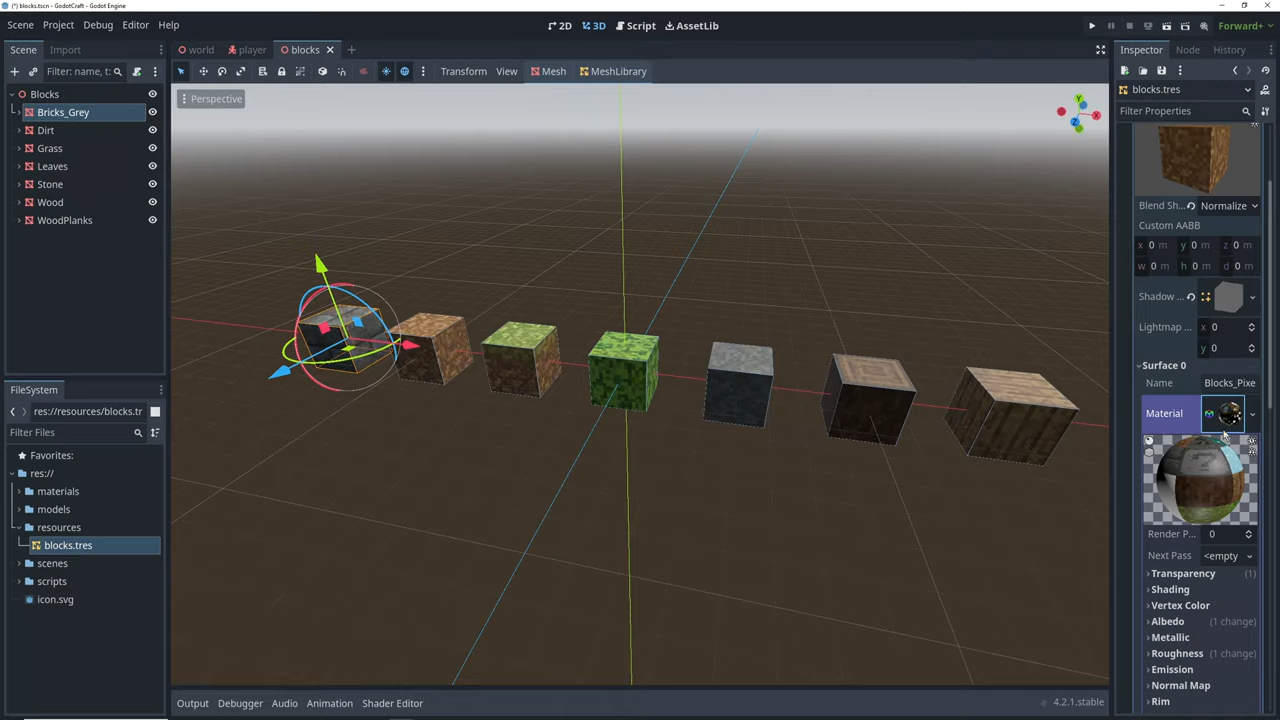 (*) blocks.tscn - GodotCraft - Godot Engine
Scene Project Debug Editor Help
2D 3D Script AssetLib
Forward+
Scene Import
world player blocks
Inspector Node History
Filter: name, t:
Transform View Mesh MeshLibrary
blocks.tres
Filter Properties
Perspective
Y
X
Z
Blocks
Bricks_Grey
Dirt
Grass
Leaves
Stone
Wood
WoodPlanks
FileSystem
res://resources/blocks.tr
Filter Files
Favorites:
res://
materials
models
resources
blocks.tres
scenes
scripts
icon.svg
Blend Sh... Normalize
Custom AABB
x 0 m y 0 m z 0 m
w 0 m h 0 m d 0 m
Shadow ...
Lightmap ... x 0
y 0
Surface 0
Name Blocks_Pixe
Material
Render P... 0
Next Pass <empty
Transparency (1)
Shading
Vertex Color
Albedo (1 change)
Metallic
Roughness (1 change)
Emission
Normal Map
Rim
Output Debugger Audio Animation Shader Editor
4.2.1.stable